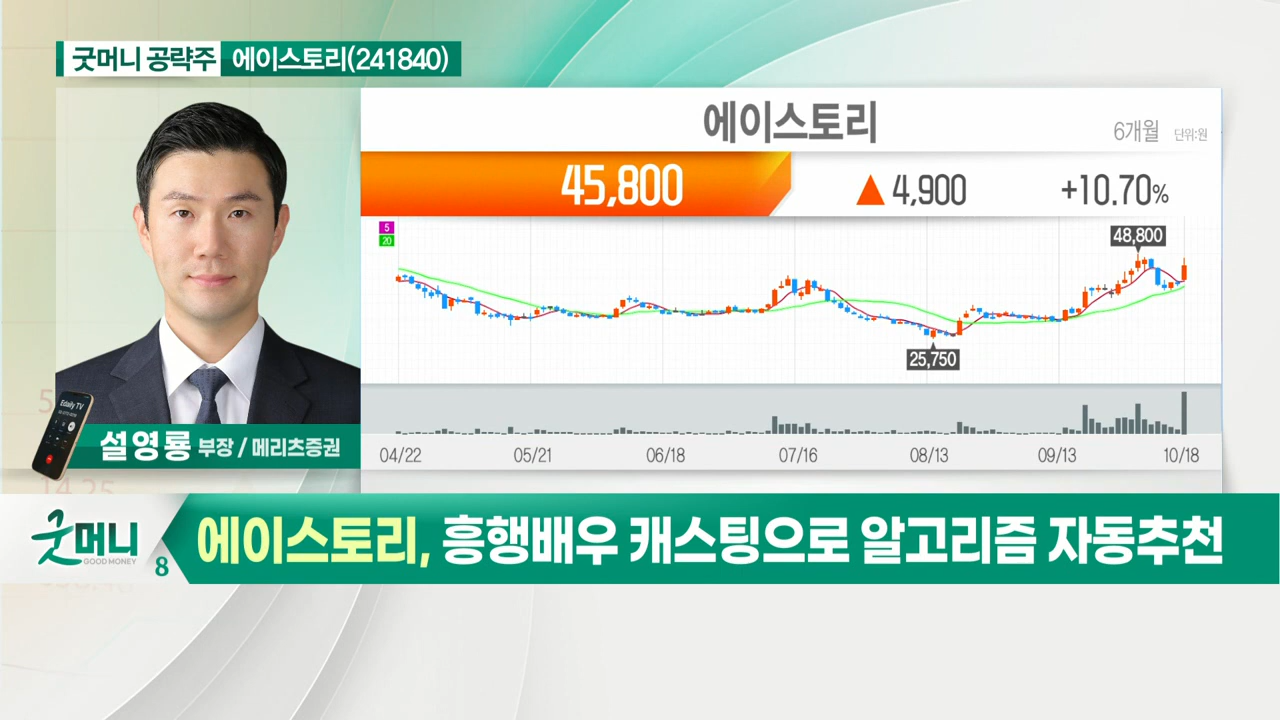 굿머니 공략주 에이스토리(241840)
에이스토리
6개월 단위:원
45,800 ▲ 4,900 +10.70%
5
20
48,800
25,750
Edaily TV
설영룡 부장 / 메리츠증권
04/22 05/21 06/18 07/16 08/13 09/13 10/18
14.25
굿머니
GOOD MONEY
8
에이스토리, 흥행배우 캐스팅으로 알고리즘 자동추천